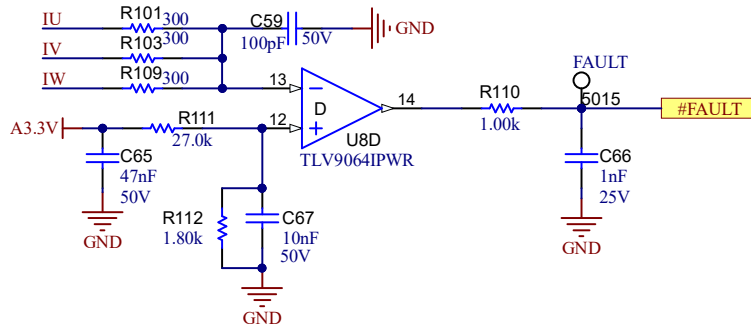 IU
R101
300
C59
100pF
50V
GND
IV
R103
300
IW
R109
300
13
14
12
D
U8D
TLV9064IPWR
R110
1.00k
FAULT
5015
#FAULT
A3.3V
R111
27.0k
C65
47nF
50V
GND
R112
1.80k
C67
10nF
50V
GND
C66
1nF
25V
GND